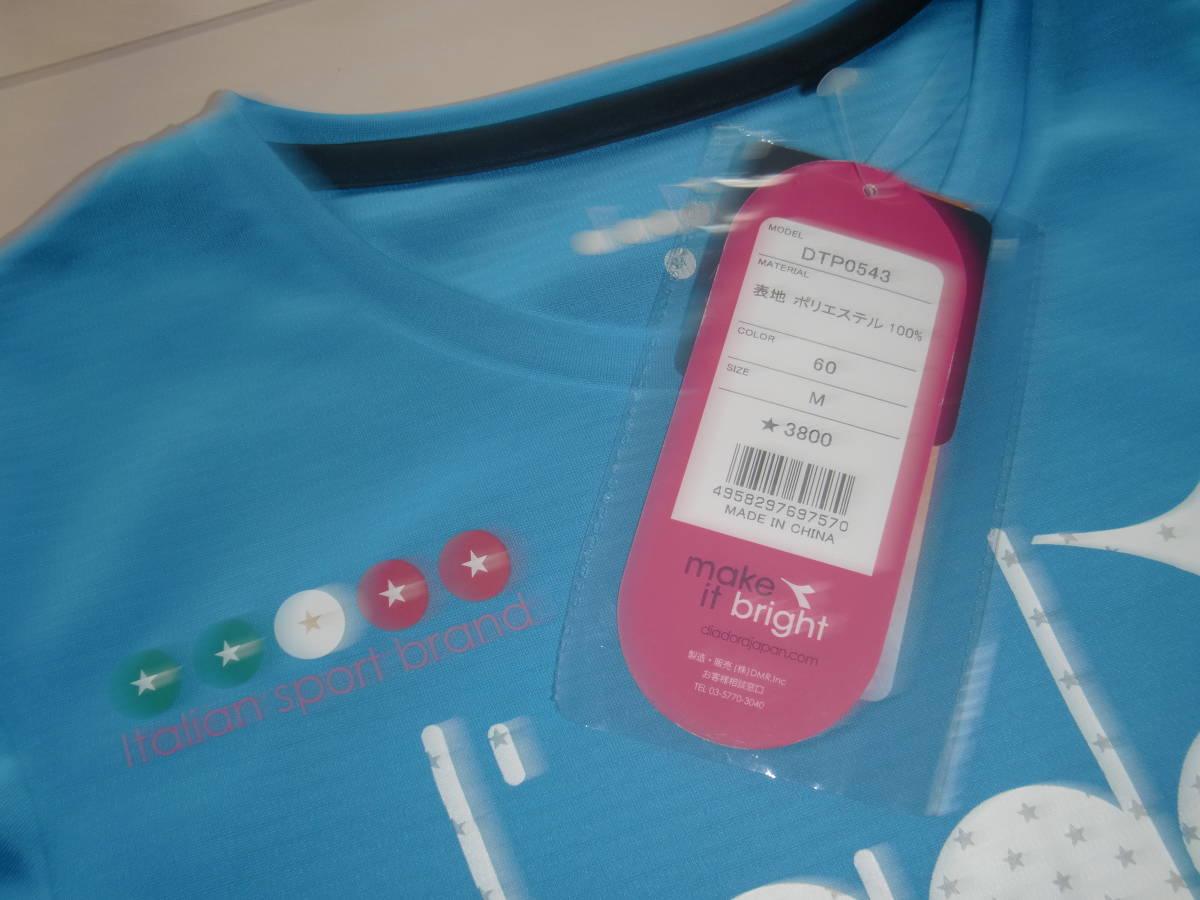 MODEL
DTP0543
MATERIAL
表地 ポリエステル 100%
COLOR
60
SIZE
M
★3800
4958297697570
MADE IN CHINA
make
it bright
diadorajapan.com
製造・販売 (株)DMR,Inc
お客様相談窓口
TEL 03-5770-3040
Italian sport brand